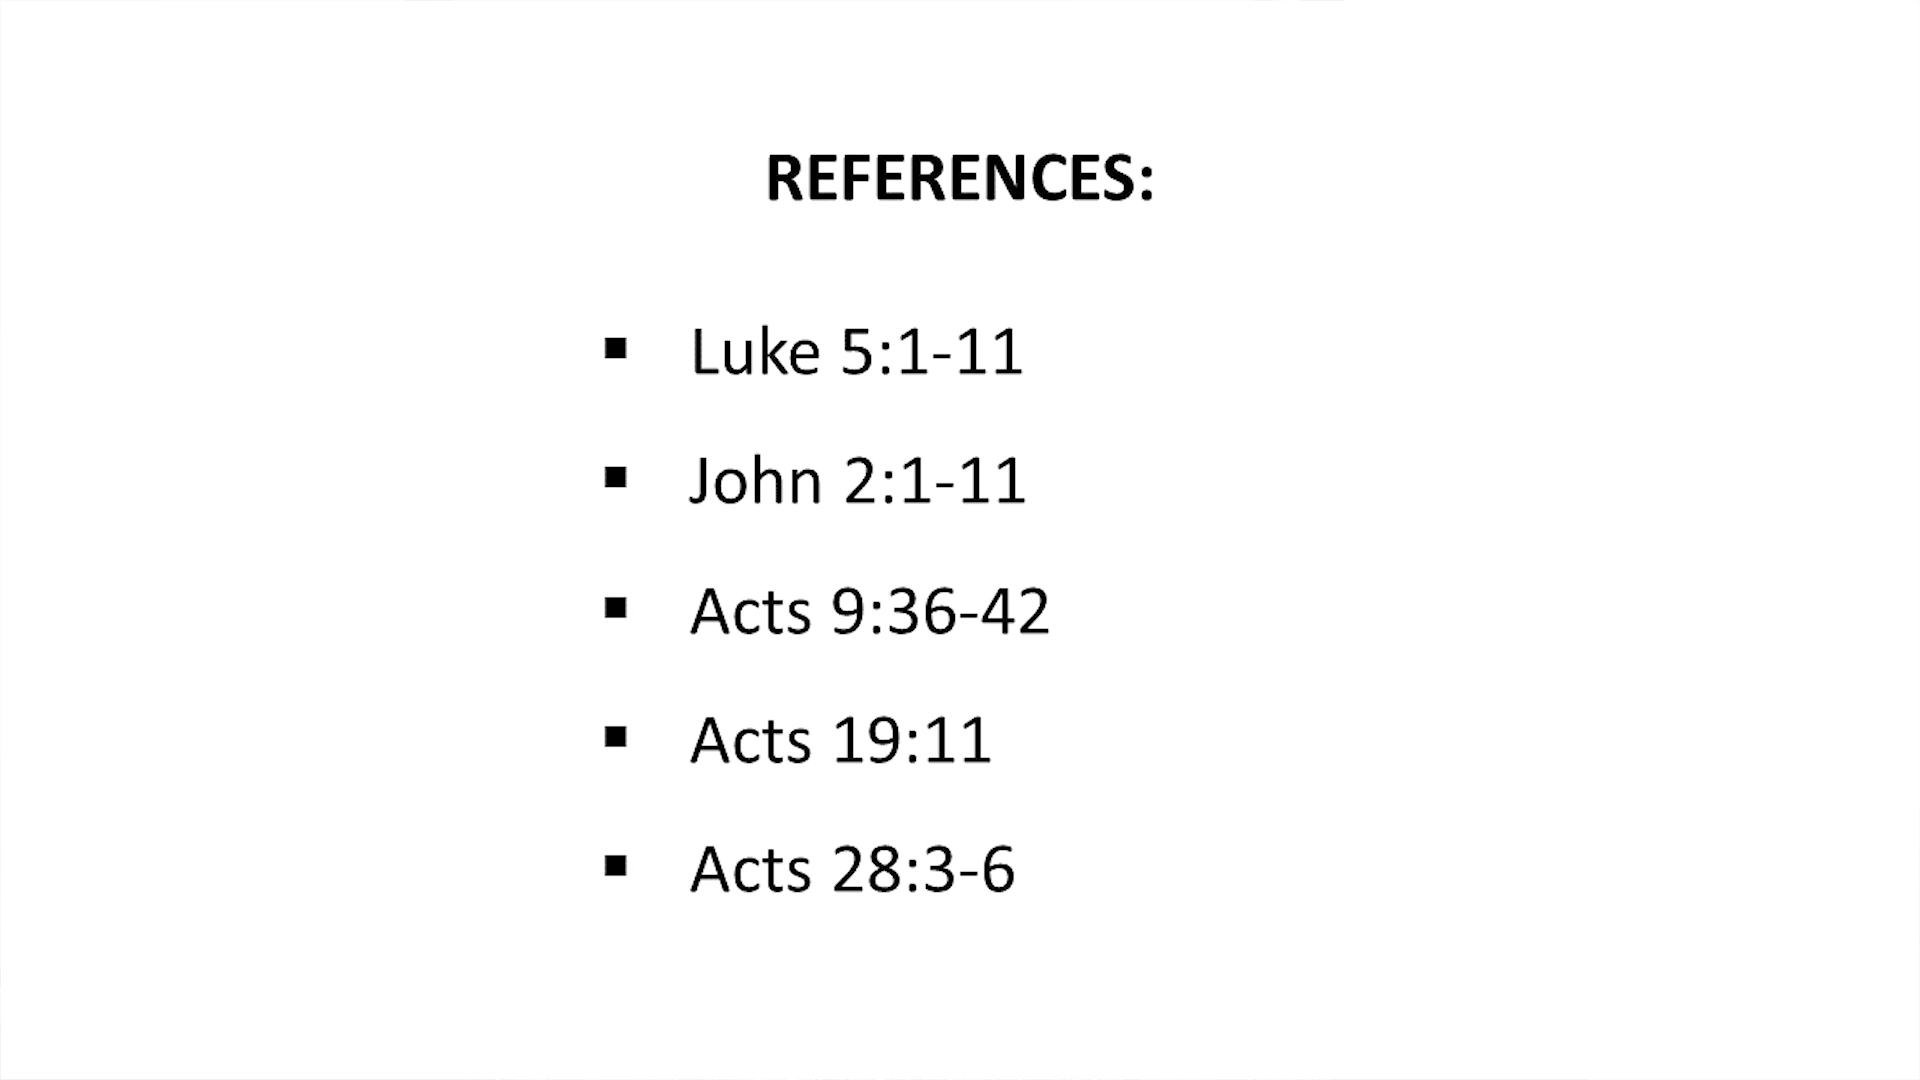 REFERENCES:
▪ Luke 5:1-11
▪ John 2:1-11
▪ Acts 9:36-42
▪ Acts 19:11
▪ Acts 28:3-6